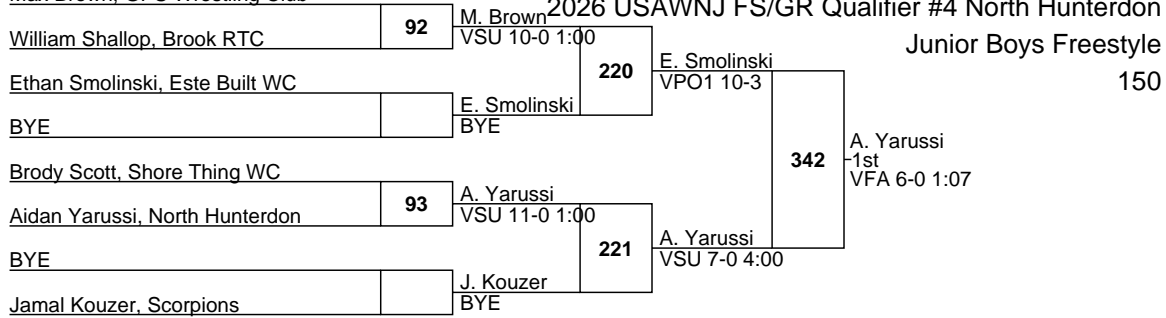 2026 USAWNJ FS/GR Qualifier #4 North Hunterdon
Junior Boys Freestyle
150
92
M. Brown
VSU 10-0 1:00
William Shallop, Brook RTC
220
E. Smolinski
VPO1 10-3
Ethan Smolinski, Este Built WC
E. Smolinski
BYE
BYE
342
A. Yarussi
1st
VFA 6-0 1:07
Brody Scott, Shore Thing WC
93
A. Yarussi
VSU 11-0 1:00
Aidan Yarussi, North Hunterdon
221
A. Yarussi
VSU 7-0 4:00
BYE
J. Kouzer
BYE
Jamal Kouzer, Scorpions